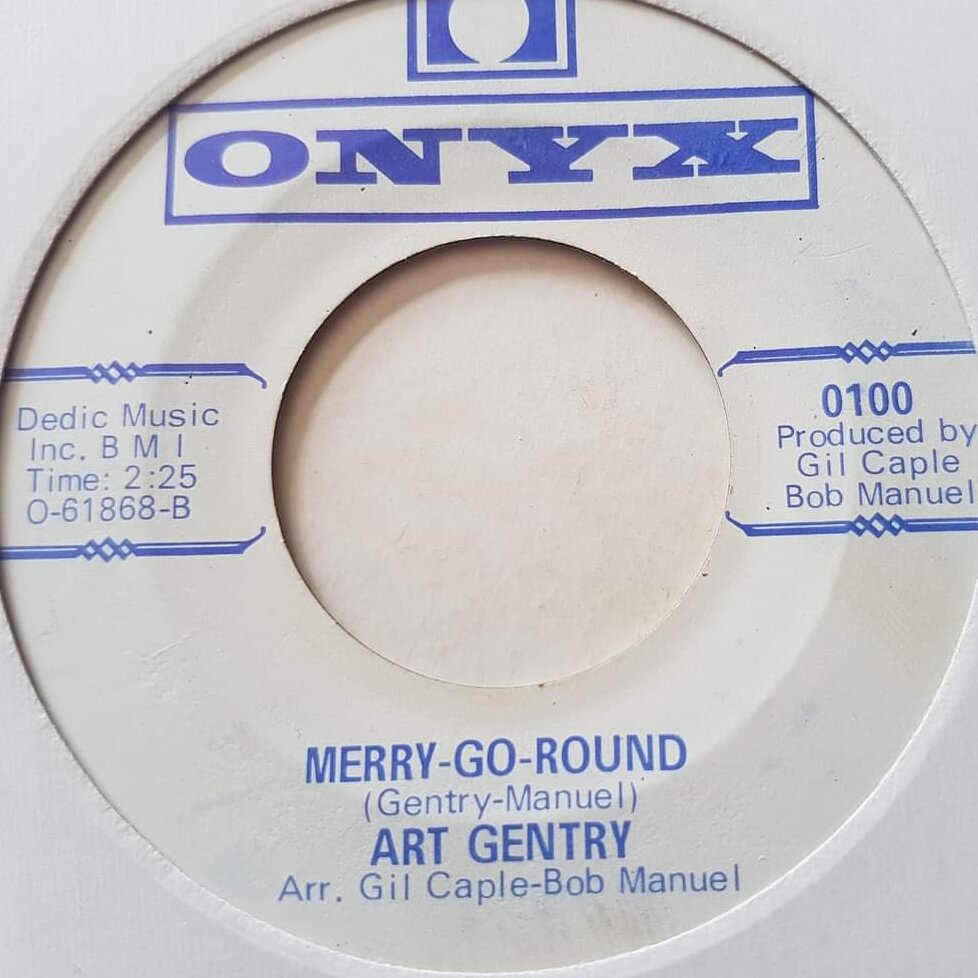 ONYX
Dedic Music
Inc. B M I
Time: 2:25
O-61868-B
0100
Produced by
Gil Caple
Bob Manuel
MERRY-GO-ROUND
(Gentry-Manuel)
ART GENTRY
Arr. Gil Caple-Bob Manuel